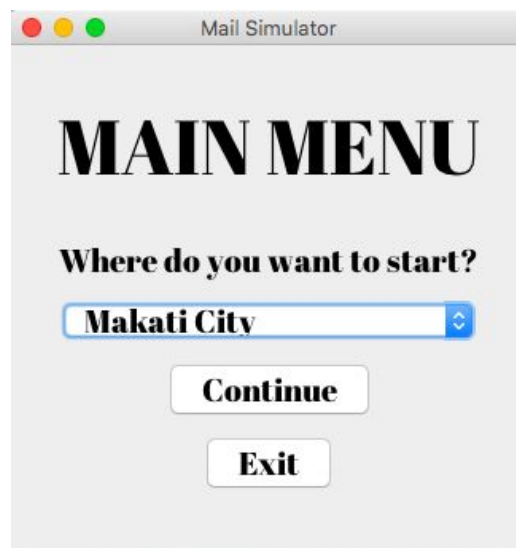 Mail Simulator
MAIN MENU
Where do you want to start?
Makati City
Continue
Exit